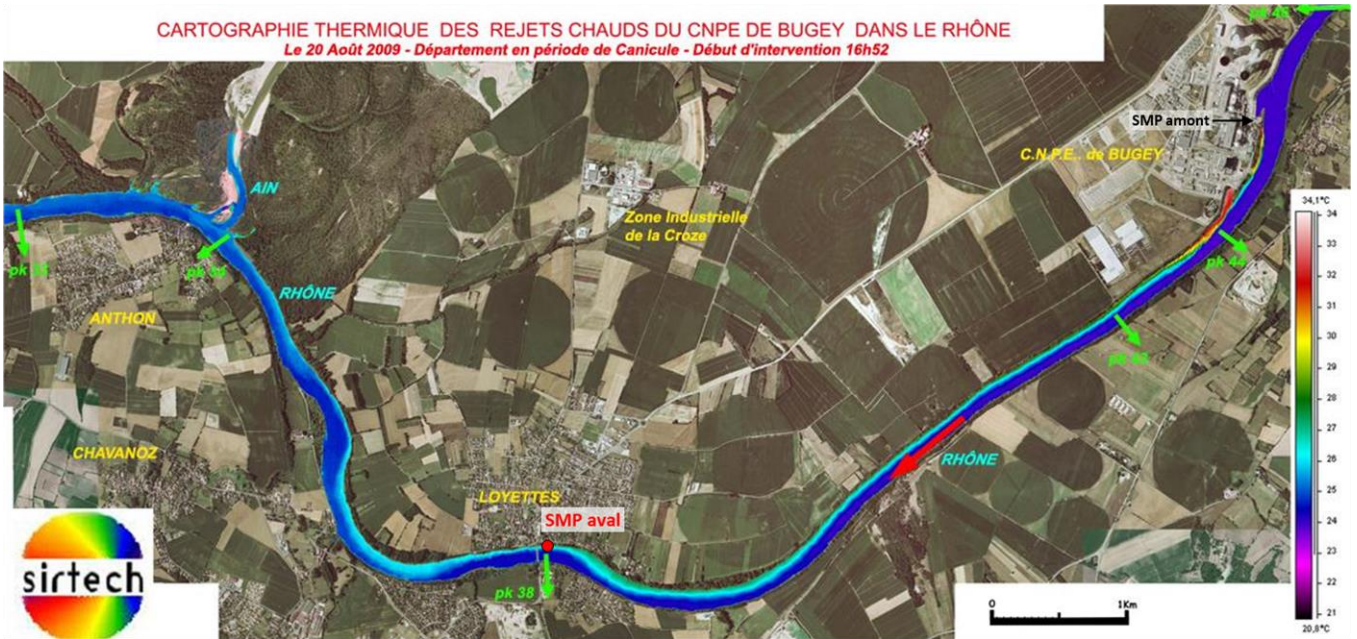 CARTOGRAPHIE THERMIQUE DES REJETS CHAUDS DU CNPE DE BUGEY DANS LE RHÔNE
Le 20 Août 2009 - Département en période de Canicule - Début d'intervention 16h52
SMP amont
C.N.P.E.. de BUGEY
AIN
Zone Industrielle
de la Croze
34,1°C
34
33
32
31
30
29
28
27
26
25
24
23
22
21
20,8°C
pk 44
pk 43
RHÔNE
ANTHON
CHAVANOZ
RHÔNE
LOYETTES
SMP aval
pk 38
sirtech
0
1Km